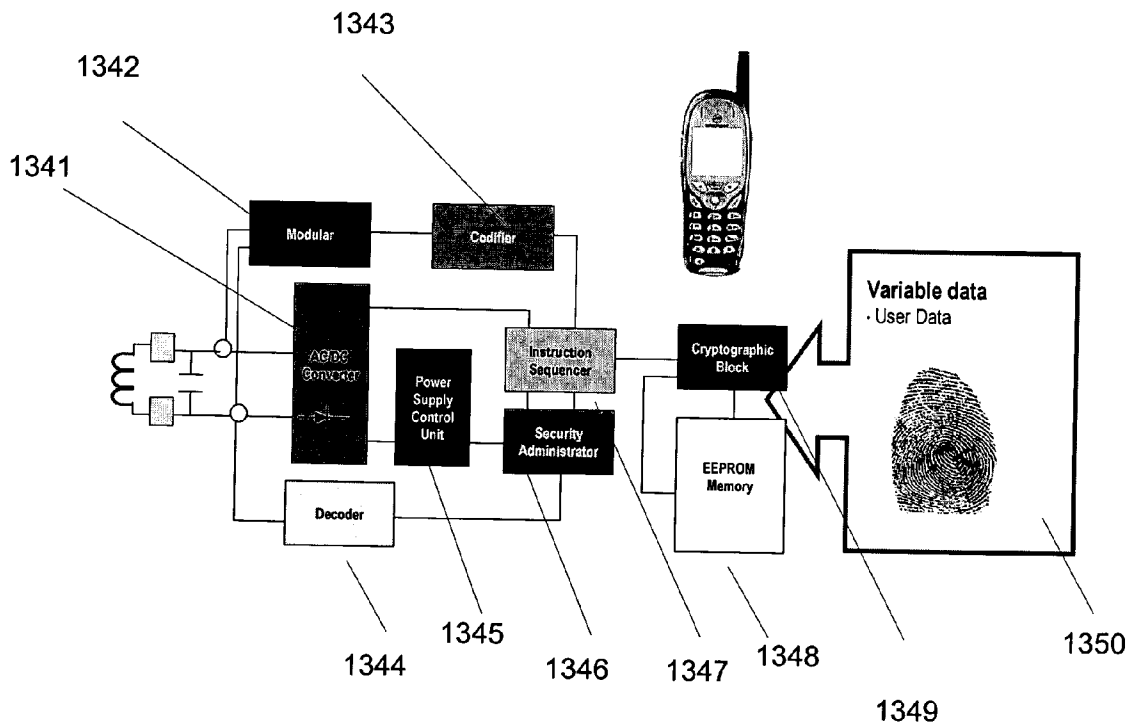 1343
1342
1341
Modular
Codifier
Variable data
· User Data
AC/DC
Converter
Instruction
Sequencer
Cryptographic
Block
Power
Supply
Control
Unit
Security
Administrator
EEPROM
Memory
Decoder
1344
1345
1346
1347
1348
1349
1350